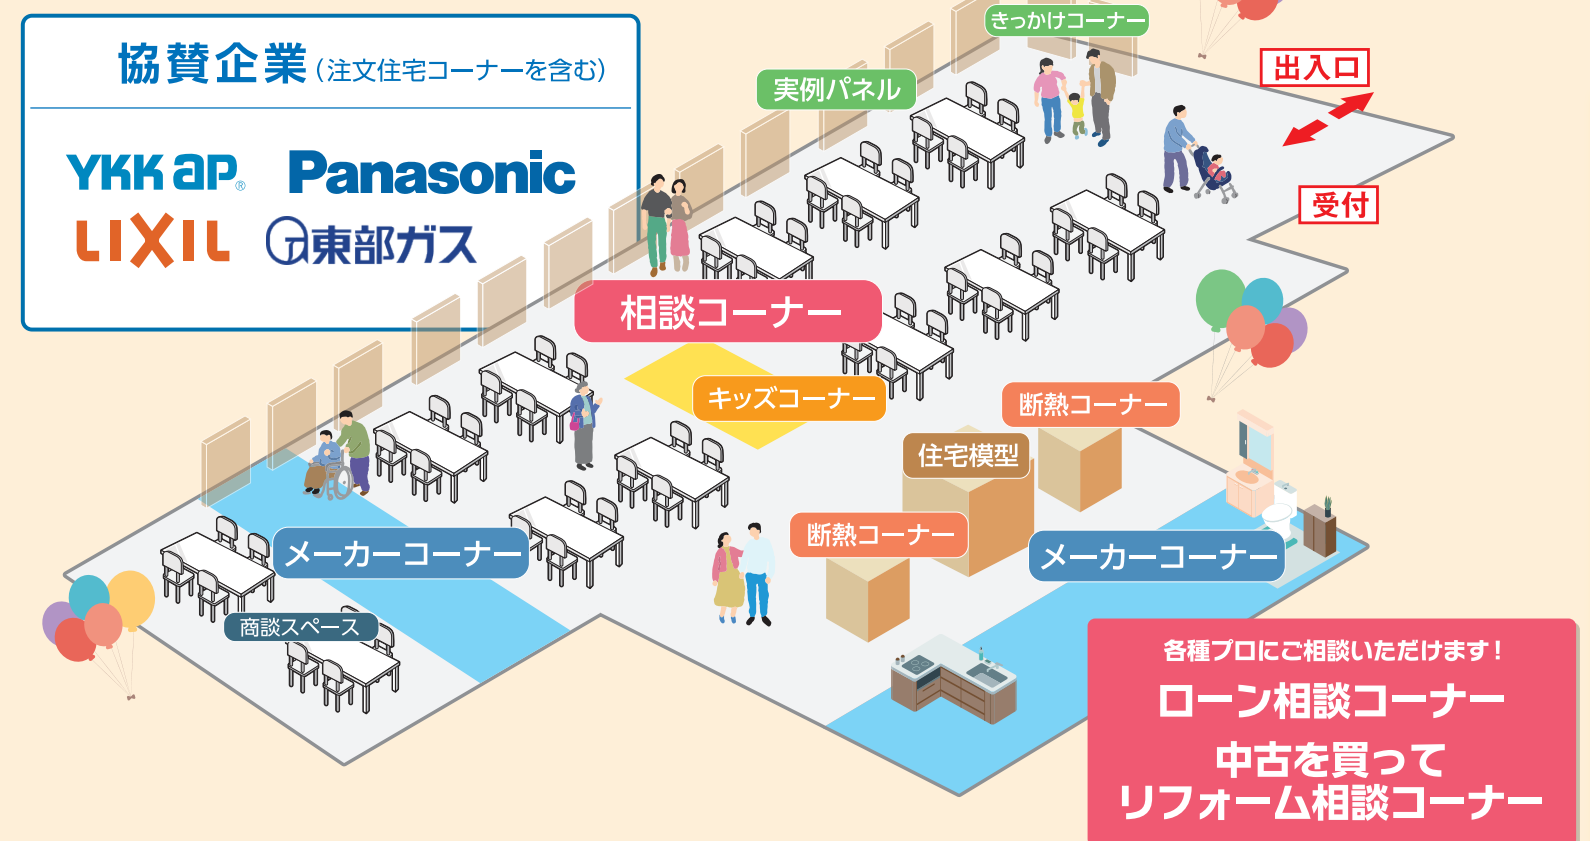 協賛企業（注文住宅コーナーを含む）
YKK ap®
Panasonic
LIXIL
東部ガス
きっかけコーナー
実例パネル
出入口
受付
相談コーナー
キッズコーナー
断熱コーナー
住宅模型
断熱コーナー
メーカーコーナー
メーカーコーナー
商談スペース
各種プロにご相談いただけます！
ローン相談コーナー
中古を買って
リフォーム相談コーナー